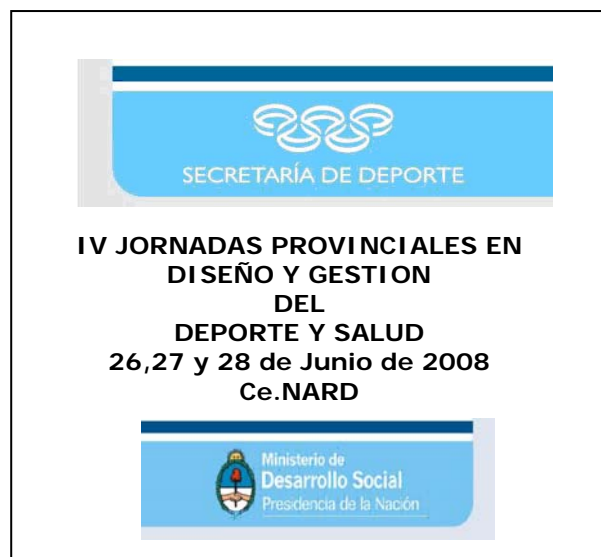 SECRETARÍA DE DEPORTE
IV JORNADAS PROVINCIALES EN
DISEÑO Y GESTION
DEL
DEPORTE Y SALUD
26,27 y 28 de Junio de 2008
Ce.NARD
Ministerio de
Desarrollo Social
Presidencia de la Nación